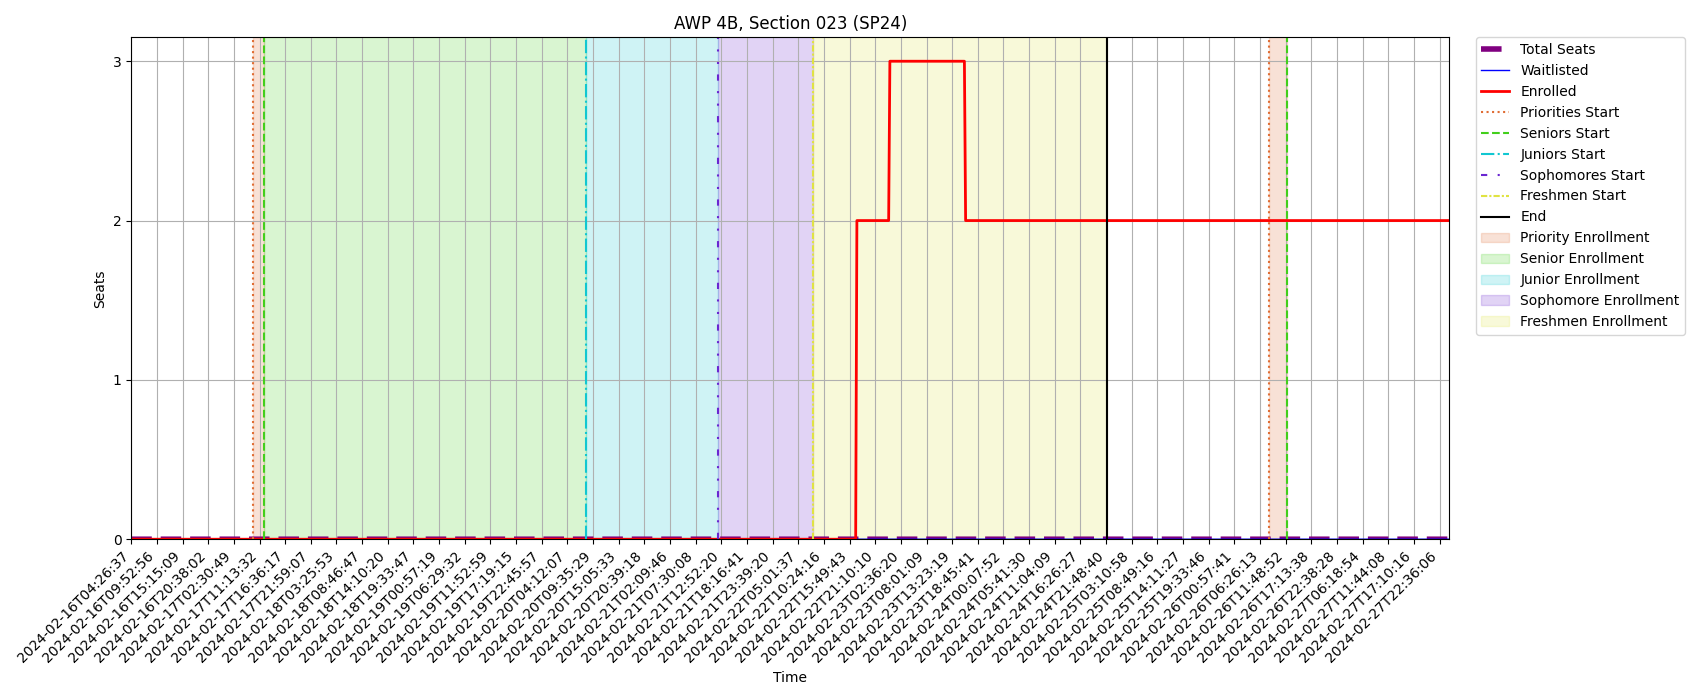 AWP 4B, Section 023 (SP24)
Seats
3
2
1
0
2024-02-16T04:26:37
2024-02-16T09:52:56
2024-02-16T15:15:09
2024-02-16T20:38:02
2024-02-17T02:30:49
2024-02-17T11:13:32
2024-02-17T16:36:17
2024-02-17T21:59:07
2024-02-18T03:25:53
2024-02-18T08:46:47
2024-02-18T14:10:20
2024-02-18T19:33:47
2024-02-19T00:57:19
2024-02-19T06:29:32
2024-02-19T11:52:59
2024-02-19T17:19:15
2024-02-19T22:45:57
2024-02-20T04:12:07
2024-02-20T09:35:29
2024-02-20T15:05:33
2024-02-20T20:39:18
2024-02-21T02:09:46
2024-02-21T07:30:08
2024-02-21T12:52:20
2024-02-21T18:16:41
2024-02-21T23:39:20
2024-02-22T05:01:37
2024-02-22T10:24:16
2024-02-22T15:49:43
2024-02-22T21:10:10
2024-02-23T02:36:20
2024-02-23T08:01:09
2024-02-23T13:23:19
2024-02-23T18:45:41
2024-02-24T00:07:52
2024-02-24T05:41:30
2024-02-24T11:04:09
2024-02-24T16:26:27
2024-02-24T21:48:40
2024-02-25T03:10:58
2024-02-25T08:49:16
2024-02-25T14:11:27
2024-02-25T19:33:46
2024-02-26T00:57:41
2024-02-26T06:26:13
2024-02-26T11:48:52
2024-02-26T17:13:38
2024-02-26T22:38:28
2024-02-27T06:18:54
2024-02-27T11:44:08
2024-02-27T17:10:16
2024-02-27T22:36:06
Time
Total Seats
Waitlisted
Enrolled
Priorities Start
Seniors Start
Juniors Start
Sophomores Start
Freshmen Start
End
Priority Enrollment
Senior Enrollment
Junior Enrollment
Sophomore Enrollment
Freshmen Enrollment